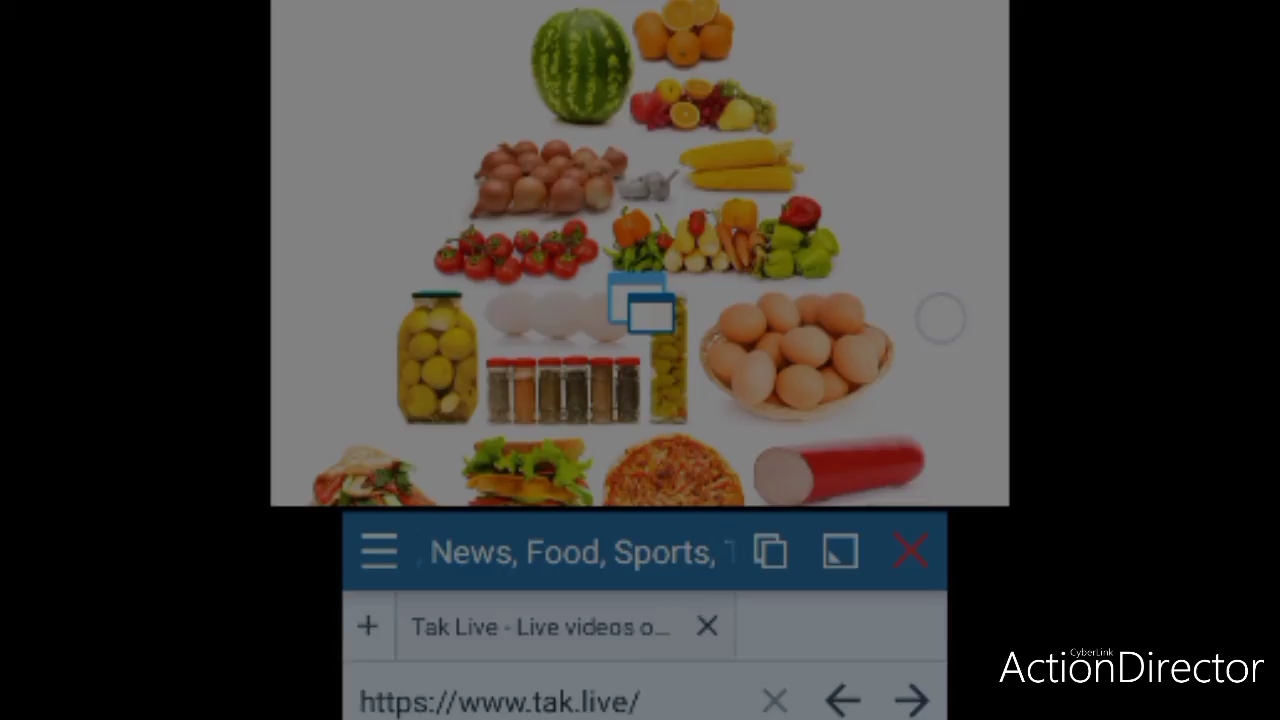 , News, Food, Sports,
Tak Live - Live videos o...
https://www.tak.live/
CyberLink
ActionDirector